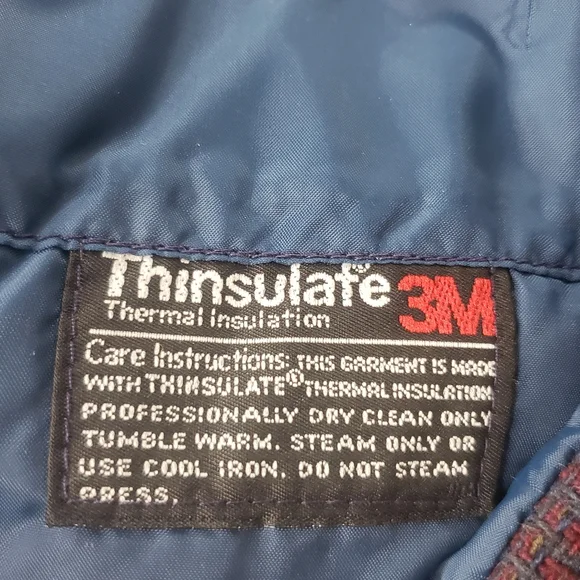 Thinsulate® 3M
Thermal Insulation
Care Instructions: THIS GARMENT IS MADE
WITH THINSULATE® THERMAL INSULATION
PROFESSIONALLY DRY CLEAN ONLY
TUMBLE WARM. STEAM ONLY OR
USE COOL IRON. DO NOT STEAM
PRESS.